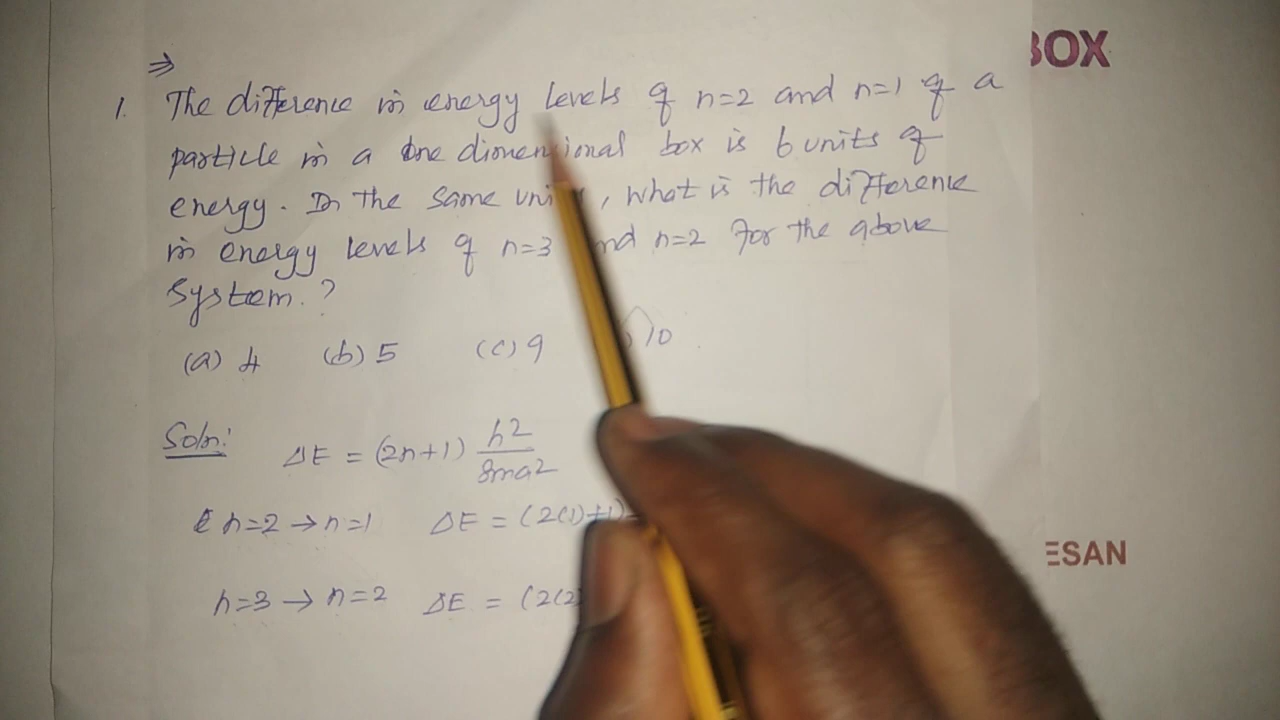 BOX
⇒
1. The difference in energy levels of n=2 and n=1 of a
particle in a one dimensional box is 6 units of
energy. In the same , what is the difference
in energy levels of n=3 and n=2 for the above
system.?
(a) 4 (b) 5 (c) 9 10
Soln:
ΔE = (2n+1) h2/8ma2
n=2 → n=1 ΔE = (2(1)+1)
ESAN
n=3 → n=2 ΔE = (2(2)